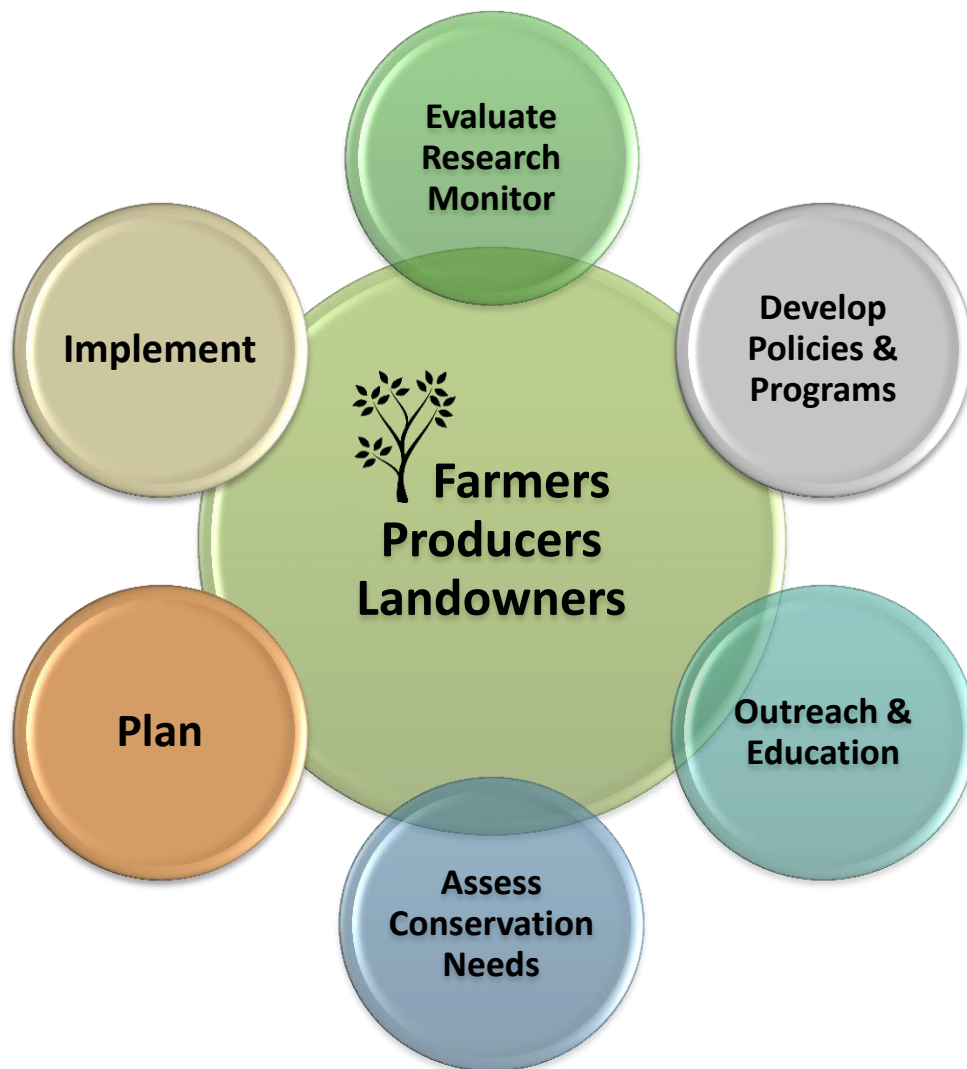 Evaluate
Research
Monitor
Develop
Policies &
Programs
Outreach &
Education
Assess
Conservation
Needs
Plan
Implement
Farmers
Producers
Landowners